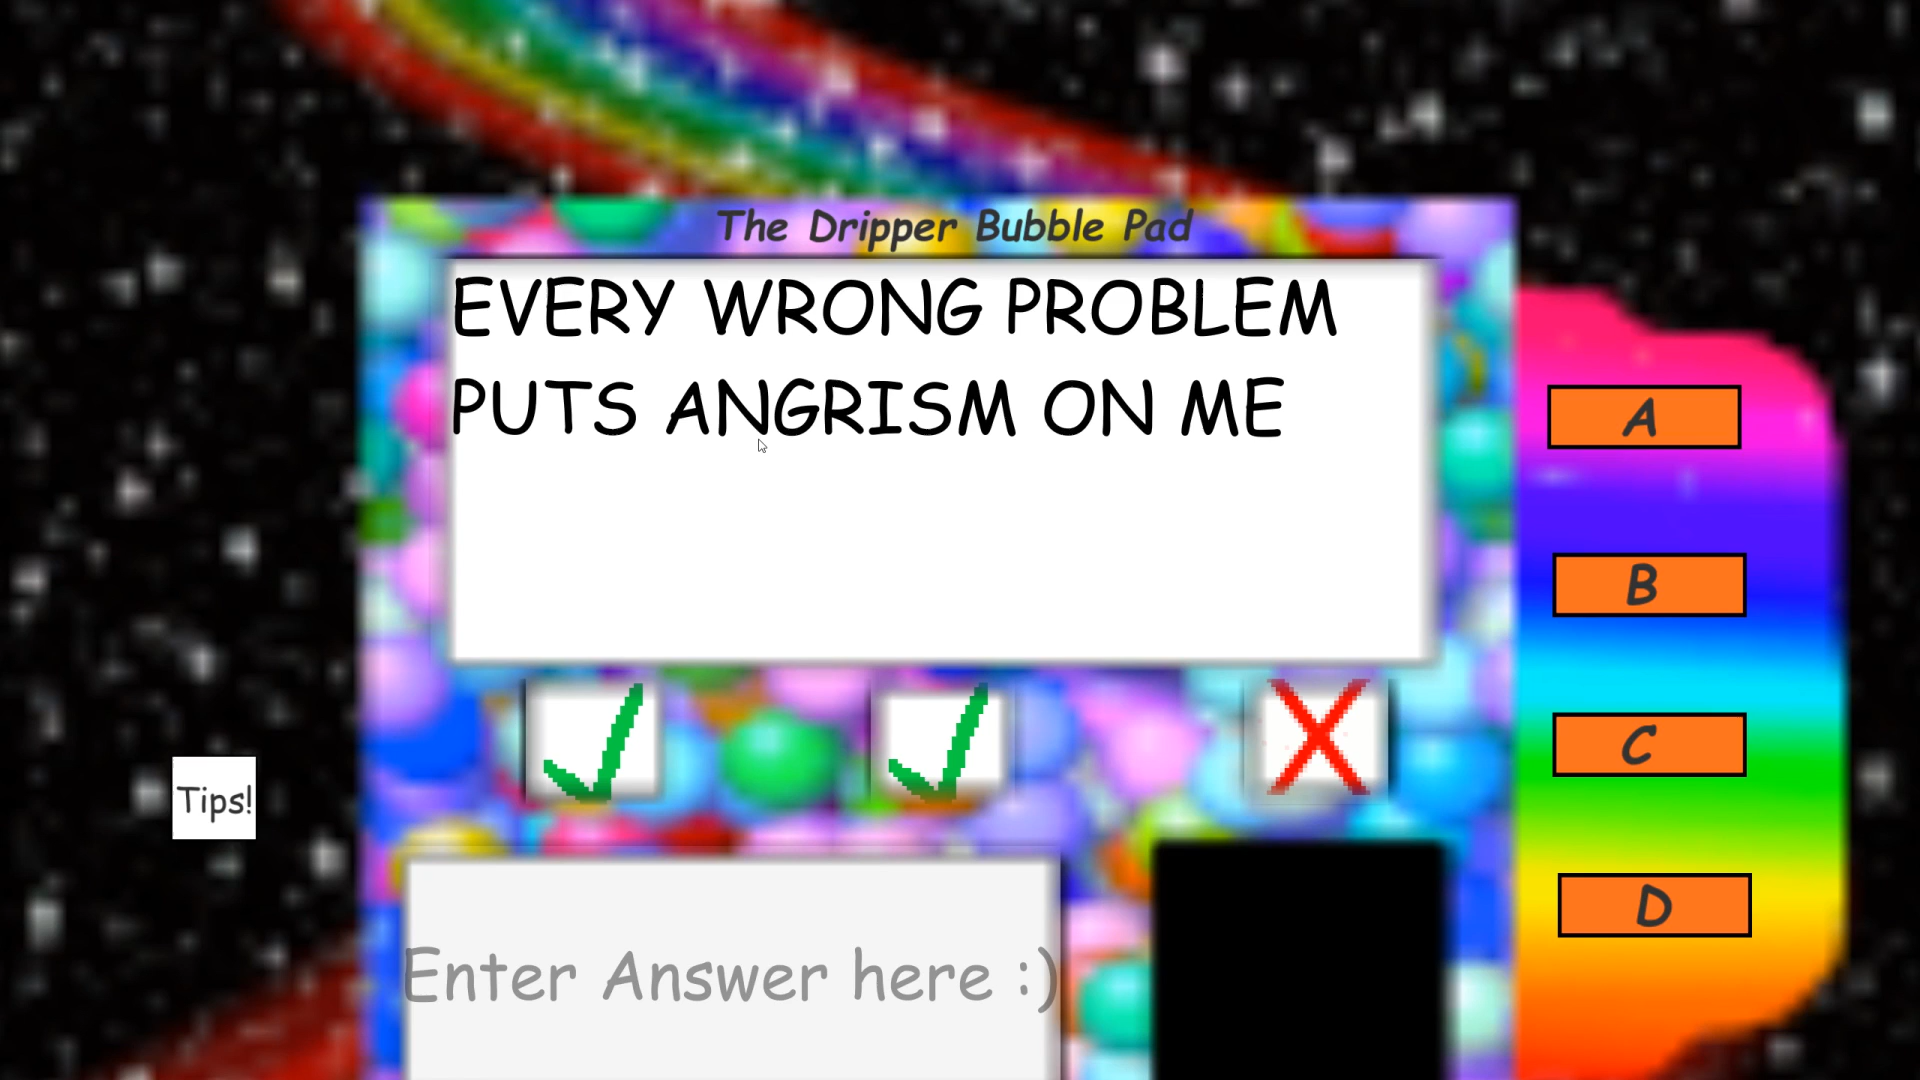 The Dripper Bubble Pad
EVERY WRONG PROBLEM
PUTS ANGRISM ON ME
A
B
C
D
Tips!
Enter Answer here :)